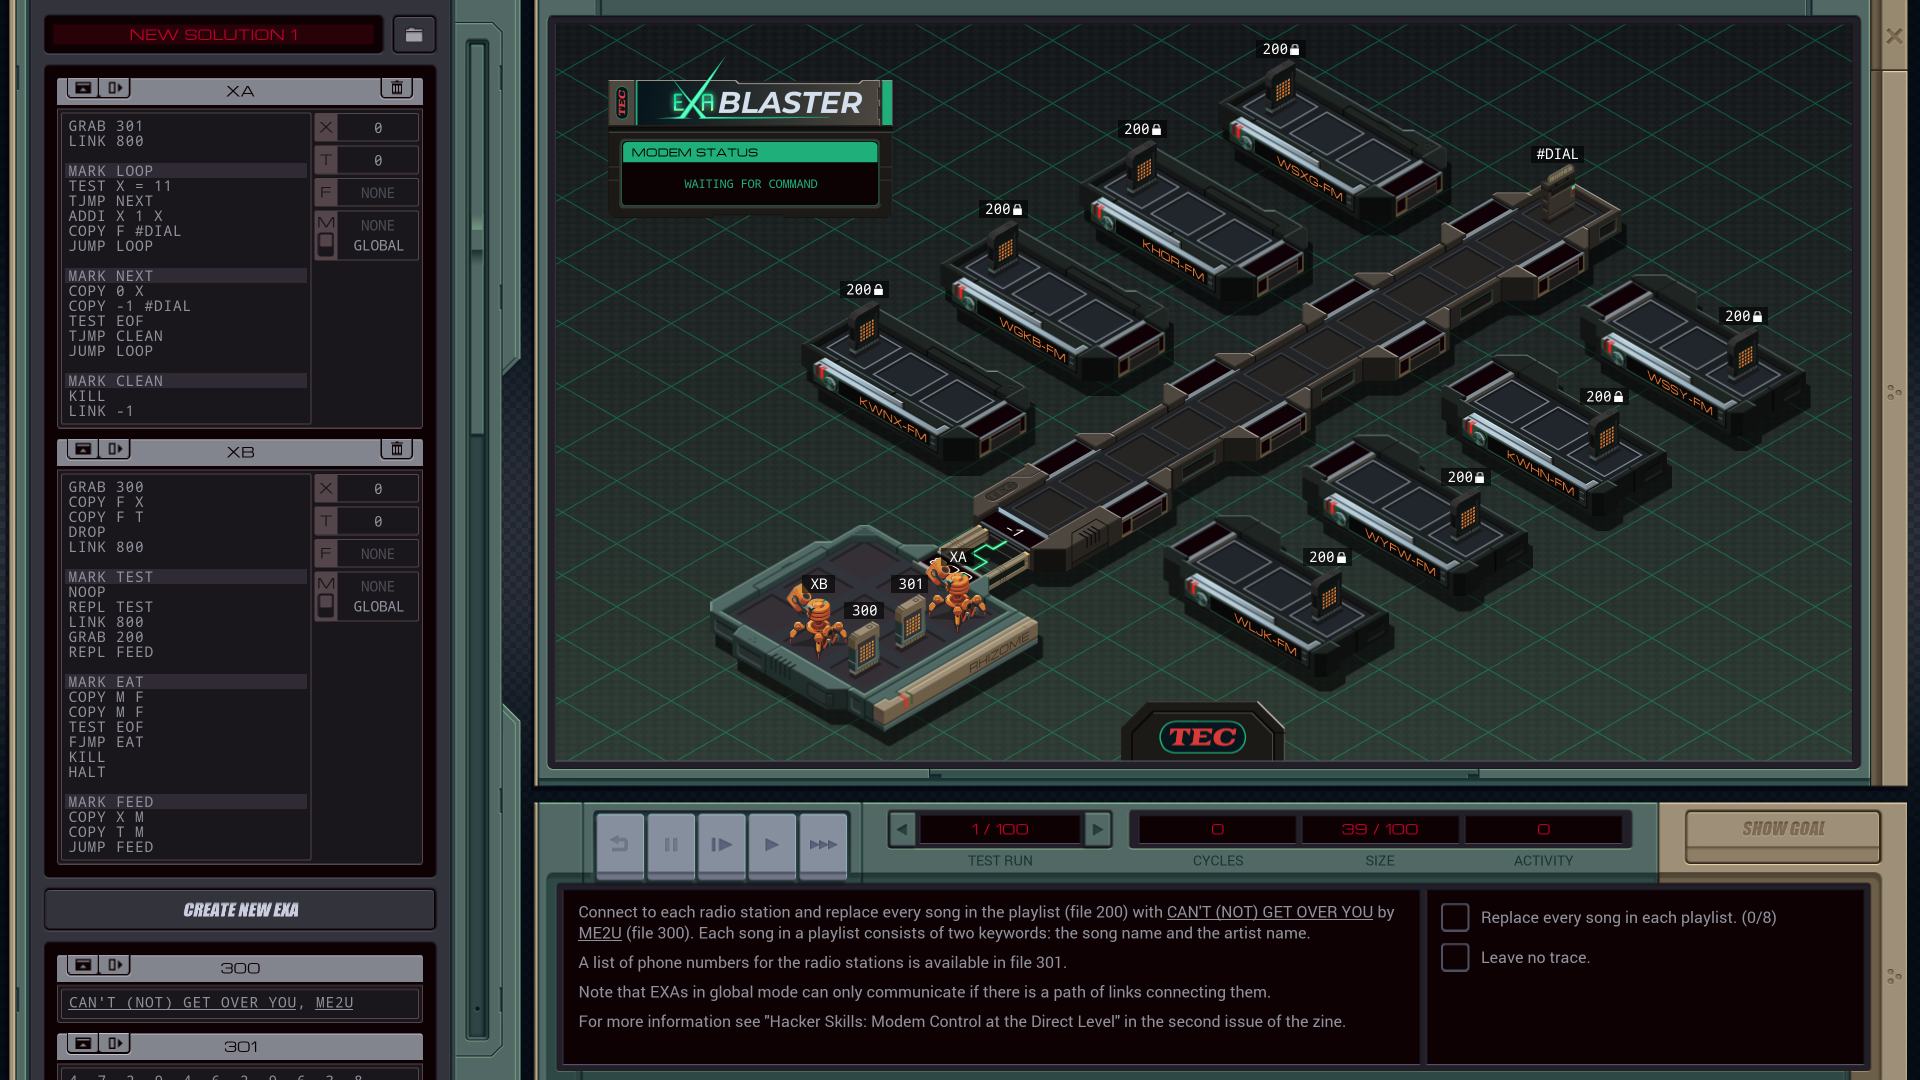 NEW SOLUTION 1
XA
GRAB 301
LINK 800
MARK LOOP
TEST X = 11
TJMP NEXT
ADDI X 1 X
COPY F #DIAL
JUMP LOOP
MARK NEXT
COPY 0 X
COPY -1 #DIAL
TEST EOF
TJMP CLEAN
JUMP LOOP
MARK CLEAN
KILL
LINK -1
X 0
T 0
F NONE
M NONE
GLOBAL
XB
GRAB 300
COPY F X
COPY F T
DROP
LINK 800
MARK TEST
NOOP
REPL TEST
LINK 800
GRAB 200
REPL FEED
MARK EAT
COPY M F
COPY M F
TEST EOF
FJMP EAT
KILL
HALT
MARK FEED
COPY X M
COPY T M
JUMP FEED
X 0
T 0
F NONE
M NONE
GLOBAL
CREATE NEW EXA
300
CAN'T (NOT) GET OVER YOU, ME2U
301
TEC
EXA BLASTER
MODEM STATUS
WAITING FOR COMMAND
200
WSXG-FM
200
KHOR-FM
#DIAL
200
WGKB-FM
200
KWNX-FM
200
WSSY-FM
200
KWHN-FM
200
WYFW-FM
200
WLJK-FM
-1
XA
XB
301
300
RHIZOME
TEC
1/100
TEST RUN
0
CYCLES
39/100
SIZE
0
ACTIVITY
SHOW GOAL
Connect to each radio station and replace every song in the playlist (file 200) with CAN'T (NOT) GET OVER YOU by
ME2U (file 300). Each song in a playlist consists of two keywords: the song name and the artist name.
A list of phone numbers for the radio stations is available in file 301.
Note that EXAs in global mode can only communicate if there is a path of links connecting them.
For more information see "Hacker Skills: Modem Control at the Direct Level" in the second issue of the zine.
Replace every song in each playlist. (0/8)
Leave no trace.